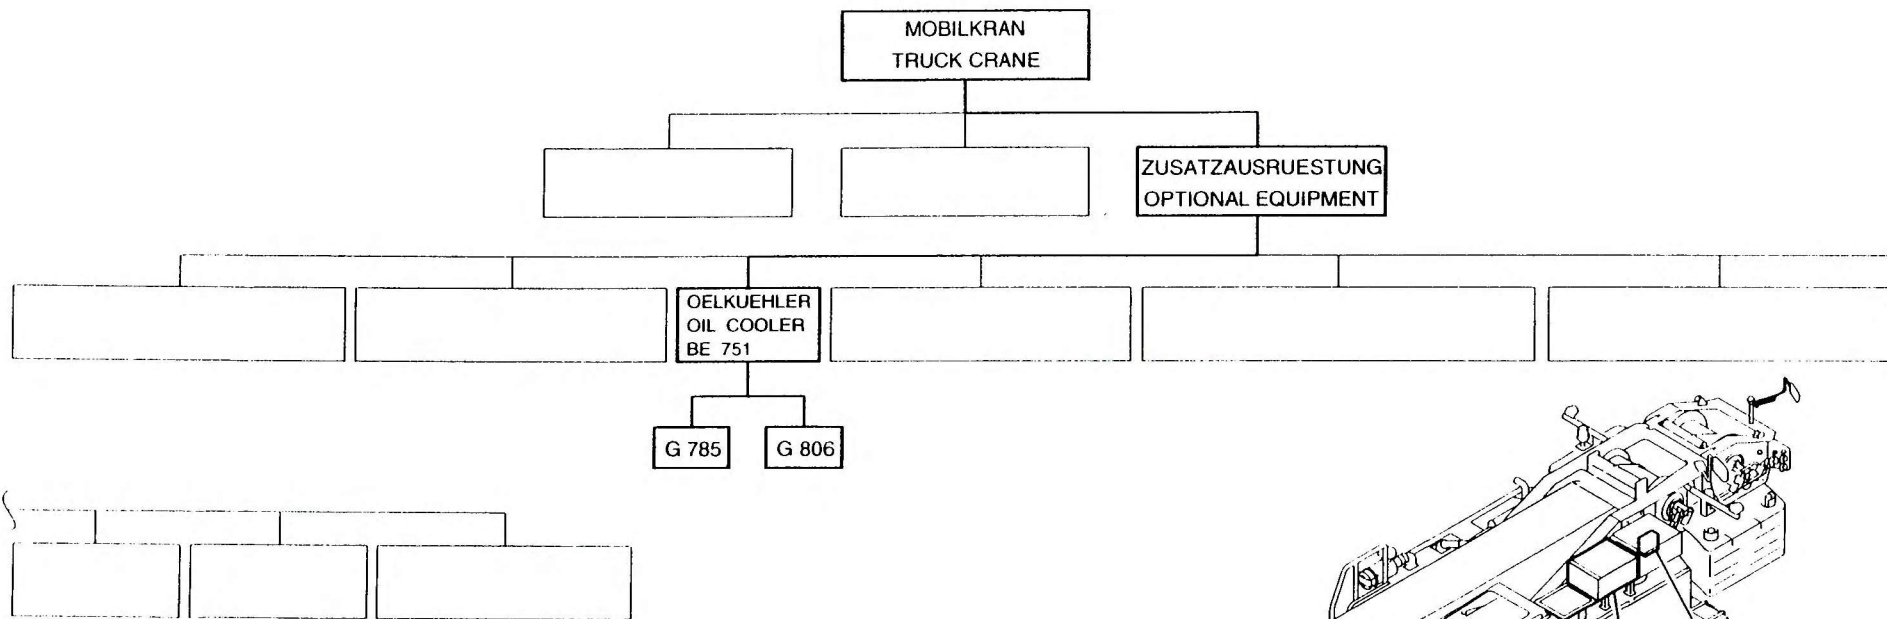 MOBILKRAN
TRUCK CRANE
ZUSATZAUSRUESTUNG
OPTIONAL EQUIPMENT
OELKUEHLER
OIL COOLER
BE 751
G 785
G 806